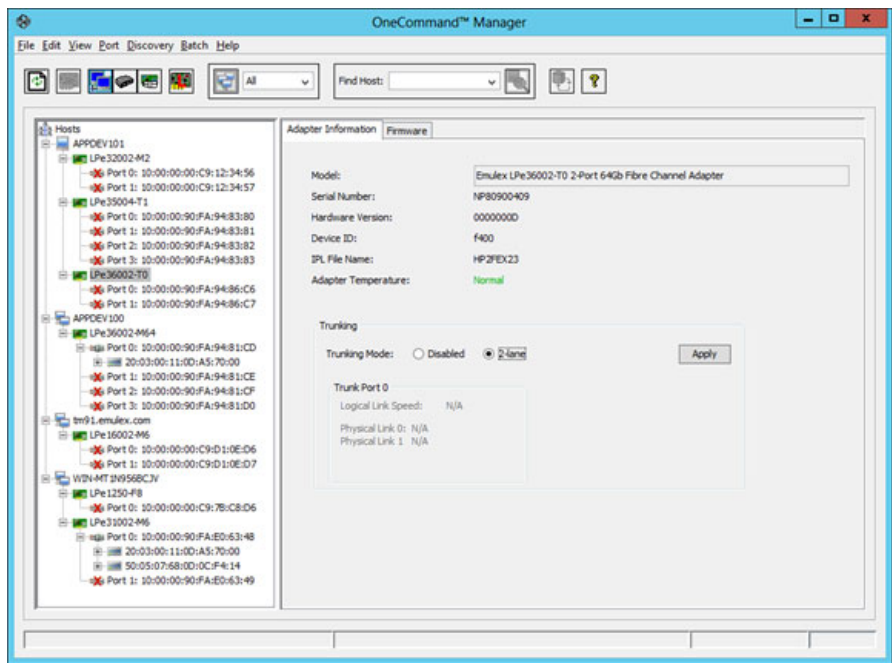 OneCommand™ Manager
File Edit View Port Discovery Batch Help
All
Find Host:
Hosts
APPDEV101
LPe32002-M2
Port 0: 10:00:00:00:C9:12:34:56
Port 1: 10:00:00:00:C9:12:34:57
LPe35004-T1
Port 0: 10:00:00:90:FA:94:83:80
Port 1: 10:00:00:90:FA:94:83:81
Port 2: 10:00:00:90:FA:94:83:82
Port 3: 10:00:00:90:FA:94:83:83
LPe36002-T0
Port 0: 10:00:00:90:FA:94:86:C6
Port 1: 10:00:00:90:FA:94:86:C7
APPDEV100
LPe36002-M64
Port 0: 10:00:00:90:FA:94:81:CD
20:03:00:11:0D:A5:70:00
Port 1: 10:00:00:90:FA:94:81:CE
Port 2: 10:00:00:90:FA:94:81:CF
Port 3: 10:00:00:90:FA:94:81:D0
tm91.emulex.com
LPe16002-M6
Port 0: 10:00:00:00:C9:D1:0E:D6
Port 1: 10:00:00:00:C9:D1:0E:D7
WIN-MT1N956BCJV
LPe1250-F8
Port 0: 10:00:00:00:C9:7B:C8:D6
LPe31002-M6
Port 0: 10:00:00:90:FA:E0:63:48
20:03:00:11:0D:A5:70:00
50:05:07:68:0D:0C:F4:14
Port 1: 10:00:00:90:FA:E0:63:49
Adapter Information Firmware
Model: Emulex LPe36002-T0 2-Port 64Gb Fibre Channel Adapter
Serial Number: NP80900409
Hardware Version: 0000000D
Device ID: f400
IPL File Name: HP2FEX23
Adapter Temperature: Normal
Trunking
Trunking Mode: Disabled 2-lane Apply
Trunk Port 0
Logical Link Speed: N/A
Physical Link 0: N/A
Physical Link 1 N/A